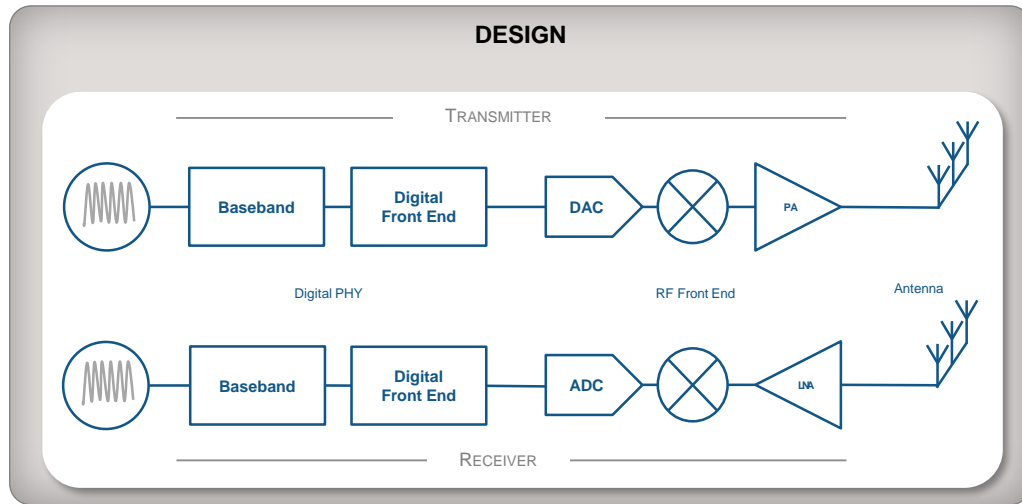 DESIGN
TRANSMITTER
Baseband
Digital
Front End
DAC
PA
Digital PHY
RF Front End
Antenna
Baseband
Digital
Front End
ADC
LNA
RECEIVER